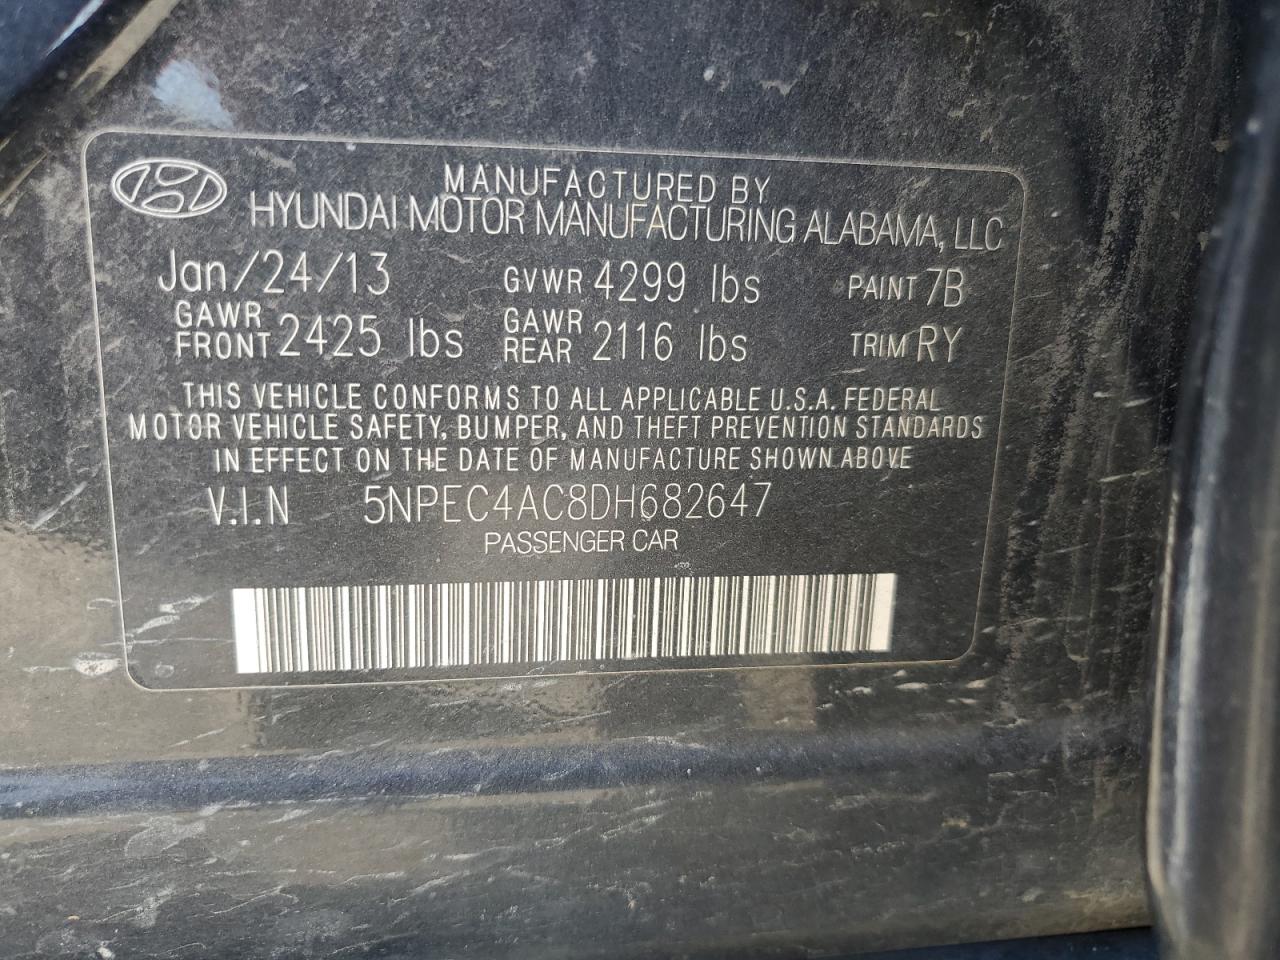 MANUFACTURED BY
HYUNDAI MOTOR MANUFACTURING ALABAMA, LLC
Jan/24/13 GVWR 4299 lbs PAINT 7B
GAWR FRONT 2425 lbs GAWR REAR 2116 lbs TRIM RY
THIS VEHICLE CONFORMS TO ALL APPLICABLE U.S.A. FEDERAL
MOTOR VEHICLE SAFETY, BUMPER, AND THEFT PREVENTION STANDARDS
IN EFFECT ON THE DATE OF MANUFACTURE SHOWN ABOVE
V.I.N 5NPEC4AC8DH682647
PASSENGER CAR